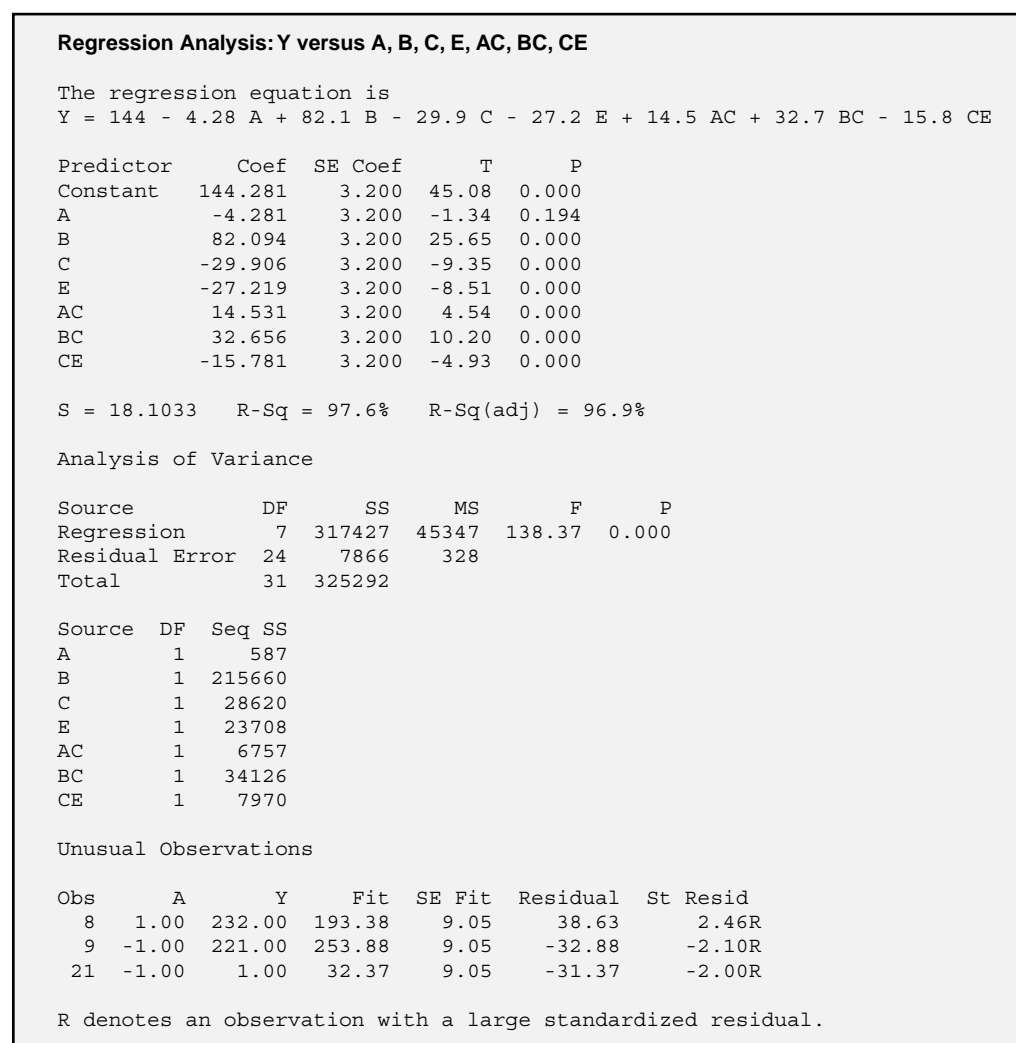 Regression Analysis: Y versus A, B, C, E, AC, BC, CE
The regression equation is
Y = 144 - 4.28 A + 82.1 B - 29.9 C - 27.2 E + 14.5 AC + 32.7 BC - 15.8 CE
Predictor Coef SE Coef T P
Constant 144.281 3.200 45.08 0.000
A -4.281 3.200 -1.34 0.194
B 82.094 3.200 25.65 0.000
C -29.906 3.200 -9.35 0.000
E -27.219 3.200 -8.51 0.000
AC 14.531 3.200 4.54 0.000
BC 32.656 3.200 10.20 0.000
CE -15.781 3.200 -4.93 0.000
S = 18.1033 R-Sq = 97.6% R-Sq(adj) = 96.9%
Analysis of Variance
Source DF SS MS F P
Regression 7 317427 45347 138.37 0.000
Residual Error 24 7866 328
Total 31 325292
Source DF Seq SS
A 1 587
B 1 215660
C 1 28620
E 1 23708
AC 1 6757
BC 1 34126
CE 1 7970
Unusual Observations
Obs A Y Fit SE Fit Residual St Resid
8 1.00 232.00 193.38 9.05 38.63 2.46R
9 -1.00 221.00 253.88 9.05 -32.88 -2.10R
21 -1.00 1.00 32.37 9.05 -31.37 -2.00R
R denotes an observation with a large standardized residual.